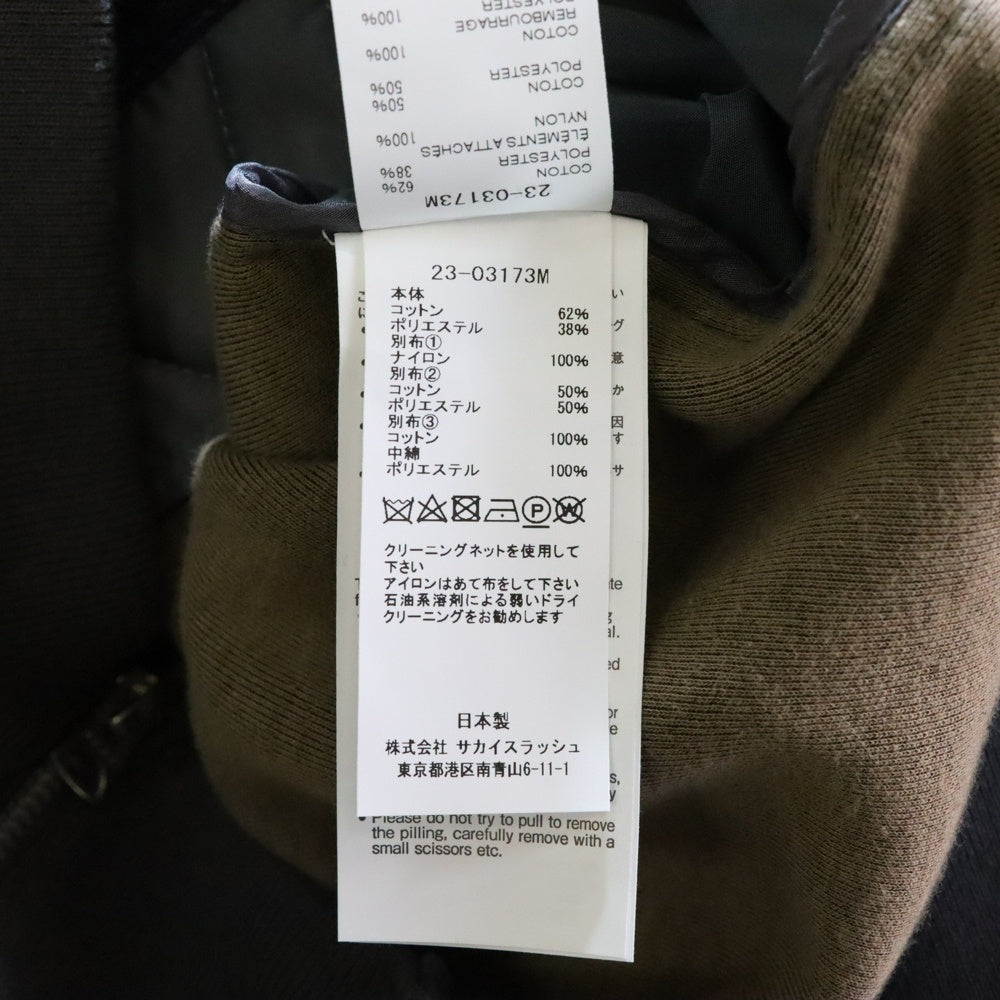 100%
POLYESTER
REMBOURRAGE
100%
COTON
50%
POLYESTER
50%
COTON
100%
NYLON
ÉLÉMENTS ATTACHÉS
38%
POLYESTER
62%
COTON
23-03173M
23-03173M
本体
コットン 62%
ポリエステル 38%
別布①
ナイロン 100%
別布②
コットン 50%
ポリエステル 50%
別布③
コットン 100%
中綿
ポリエステル 100%
P W
クリーニングネットを使用して
下さい
アイロンはあて布をして下さい
石油系溶剤による弱いドライ
クリーニングをお勧めします
日本製
株式会社 サカイスラッシュ
東京都港区南青山6-11-1
• Please do not try to pull to remove
the pilling, carefully remove with a
small scissors etc.